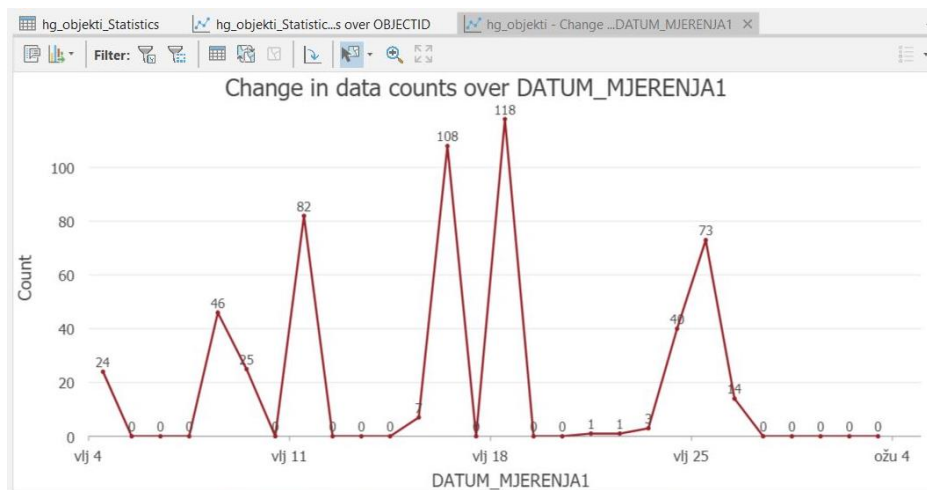 hg_objekti_Statistics hg_objekti_Statistic...s over OBJECTID hg_objekti - Change ...DATUM_MJERENJA1
Filter:
Change in data counts over DATUM_MJERENJA1
Count
100
80
60
40
20
0
24 0 0 0 46 25 0 82 0 0 0 7 108 0 118 0 0 1 1 3 40 73 14 0 0 0 0 0
vlj 4 vlj 11 vlj 18 vlj 25 ožu 4
DATUM_MJERENJA1